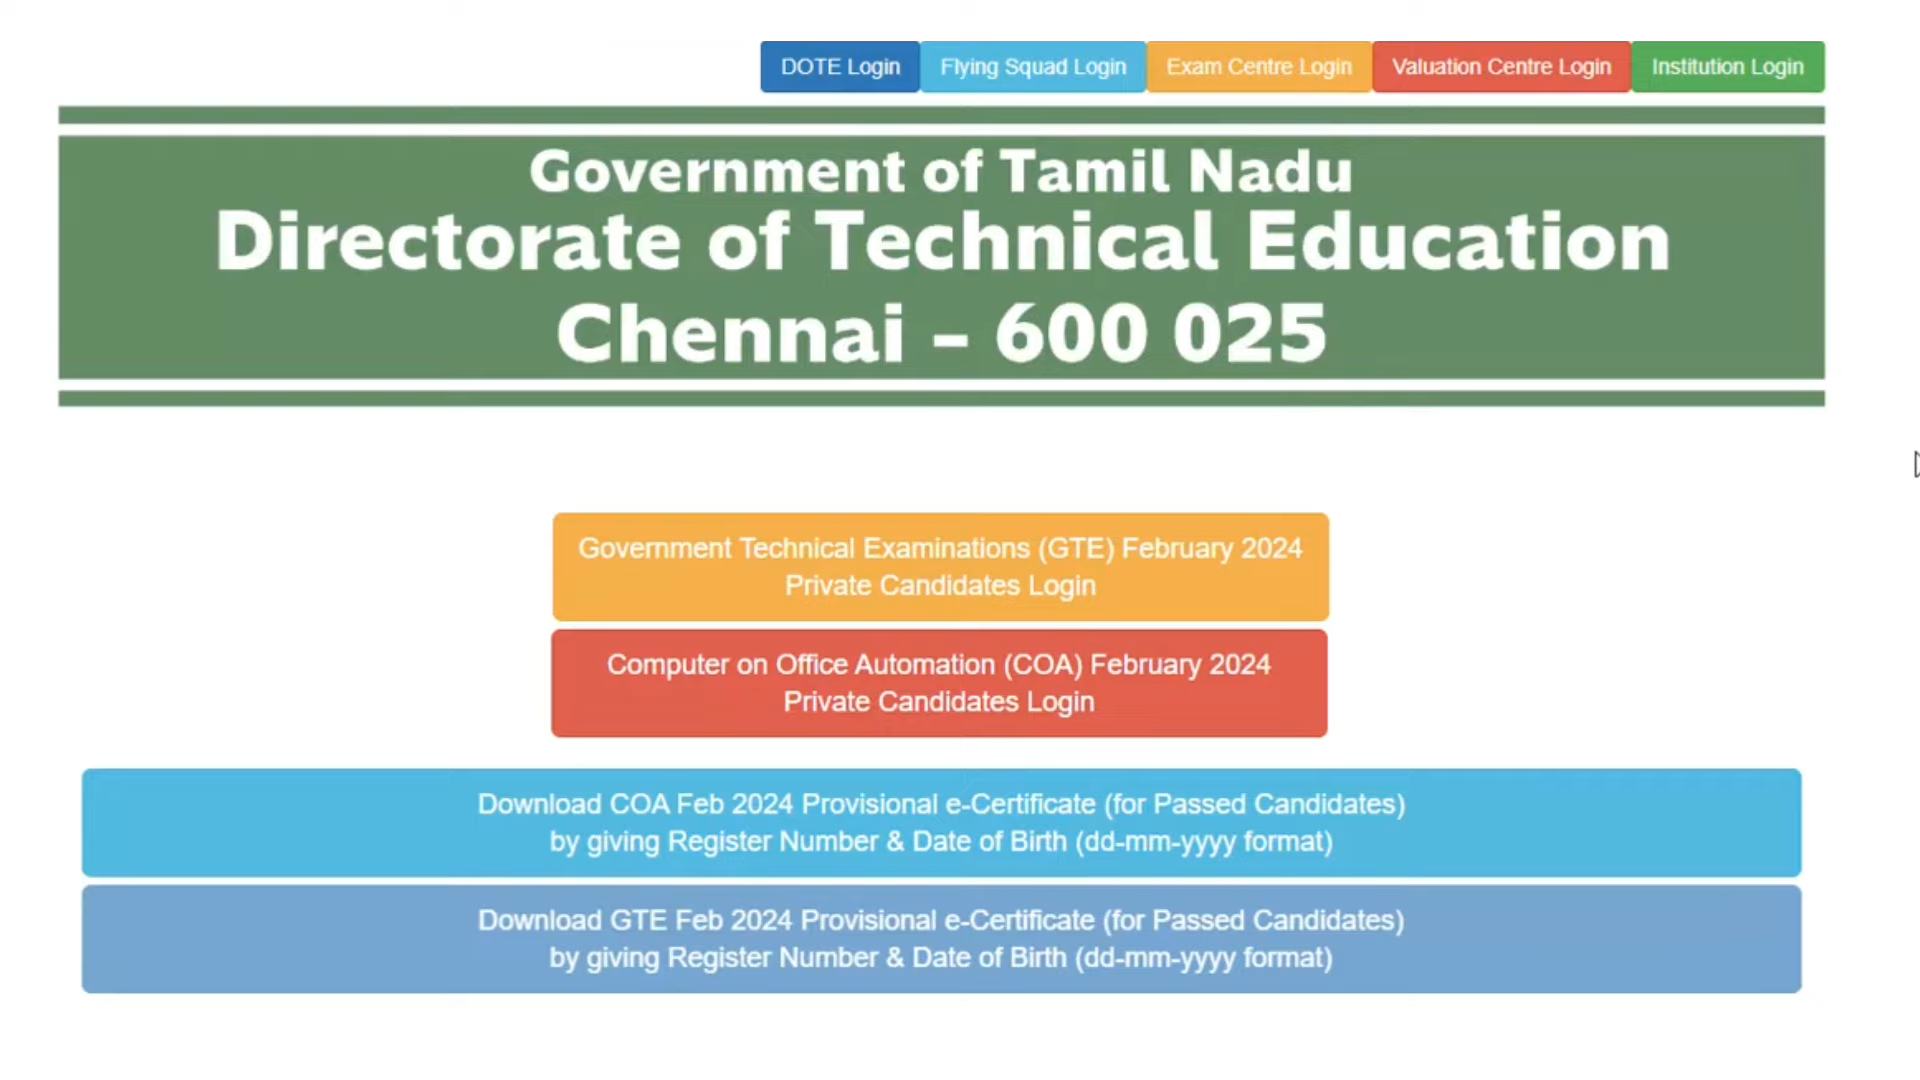 DOTE Login Flying Squad Login Exam Centre Login Valuation Centre Login Institution Login
Government of Tamil Nadu
Directorate of Technical Education
Chennai – 600 025
Government Technical Examinations (GTE) February 2024
Private Candidates Login
Computer on Office Automation (COA) February 2024
Private Candidates Login
Download COA Feb 2024 Provisional e-Certificate (for Passed Candidates)
by giving Register Number & Date of Birth (dd-mm-yyyy format)
Download GTE Feb 2024 Provisional e-Certificate (for Passed Candidates)
by giving Register Number & Date of Birth (dd-mm-yyyy format)